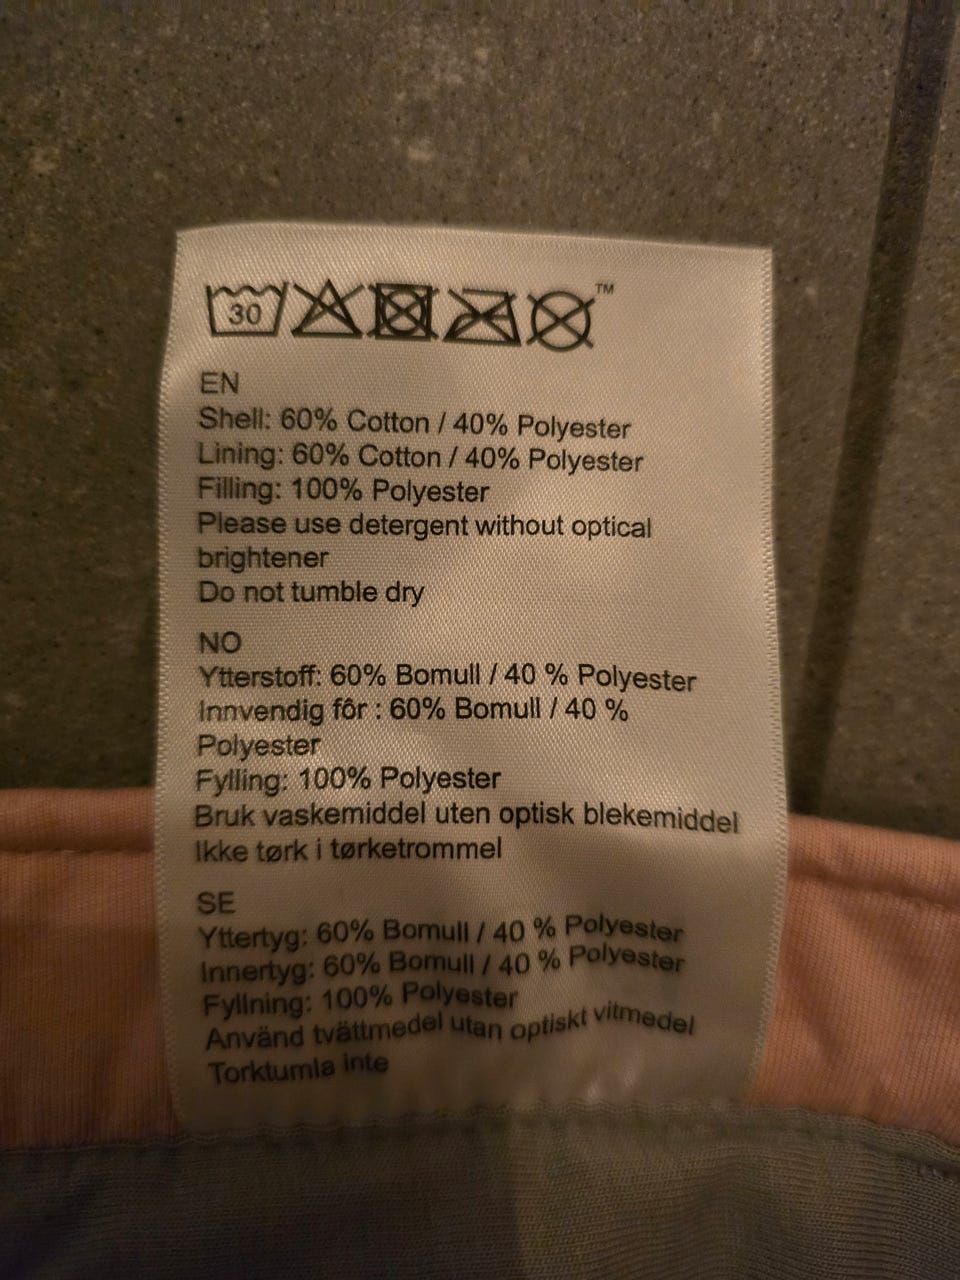 30 ™
EN
Shell: 60% Cotton / 40% Polyester
Lining: 60% Cotton / 40% Polyester
Filling: 100% Polyester
Please use detergent without optical
brightener
Do not tumble dry
NO
Ytterstoff: 60% Bomull / 40 % Polyester
Innvendig fôr : 60% Bomull / 40 %
Polyester
Fylling: 100% Polyester
Bruk vaskemiddel uten optisk blekemiddel
Ikke tørk i tørketrommel
SE
Yttertyg: 60% Bomull / 40 % Polyester
Innertyg: 60% Bomull / 40 % Polyester
Fyllning: 100% Polyester
Använd tvättmedel utan optiskt vitmedel
Torktumla inte